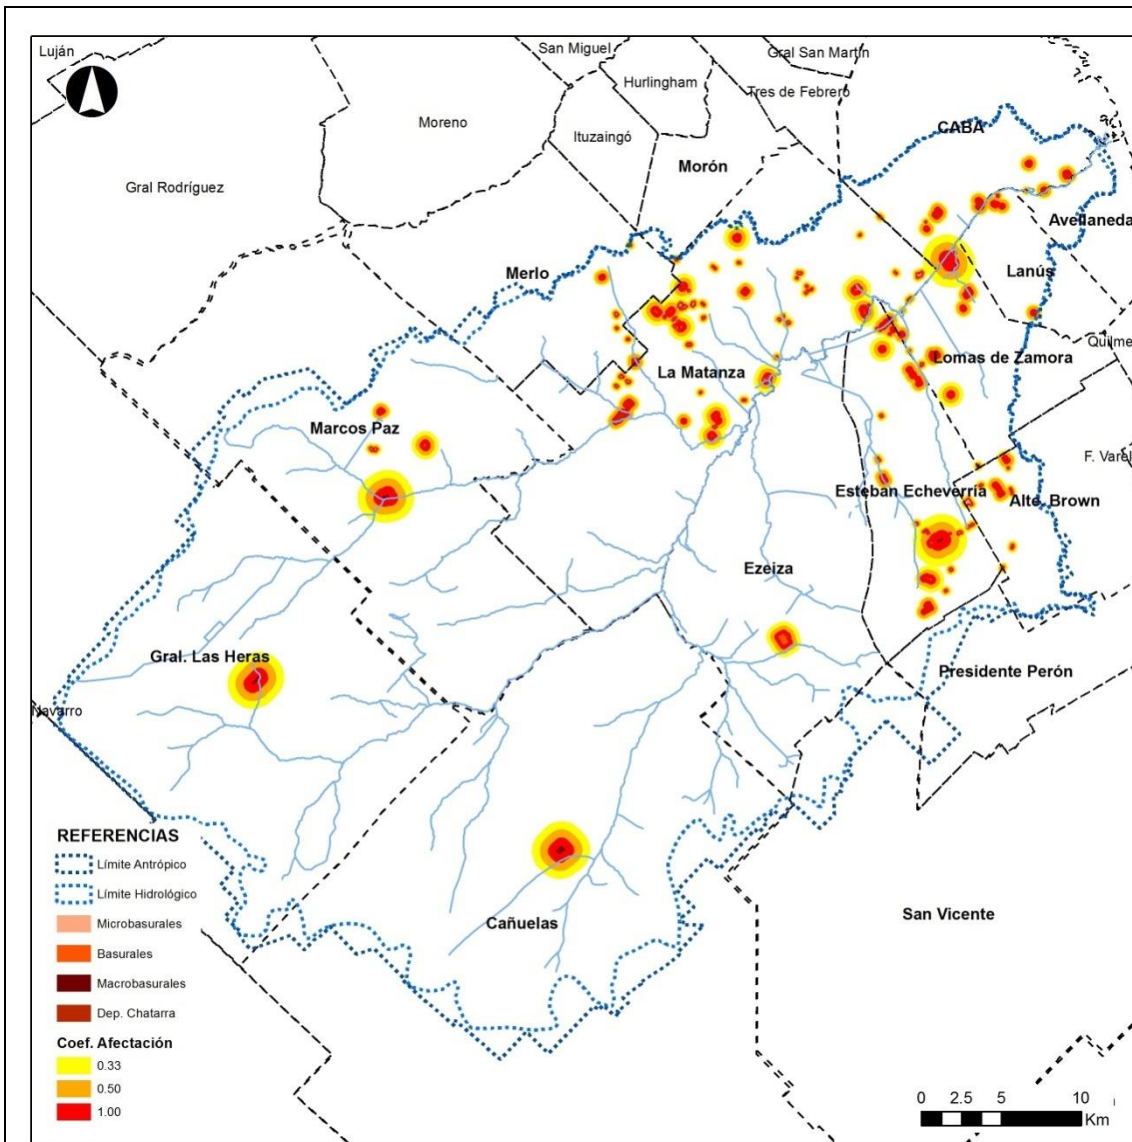 Luján
San Miguel
Gral San Martín
Hurlingham
Tres de Febrero
Moreno
CABA
Ituzaingó
Morón
Gral Rodríguez
Avellaneda
Merlo
Lanús
Quilme
La Matanza
Lomas de Zamora
Marcos Paz
F. Varel
Esteban Echeverría
Alte. Brown
Ezeiza
Gral. Las Heras
Presidente Perón
Navarro
Cañuelas
San Vicente
REFERENCIAS
Límite Antrópico
Límite Hidrológico
Microbasurales
Basurales
Macrobasurales
Dep. Chatarra
Coef. Afectación
0.33
0.50
1.00
0 2.5 5 10
Km